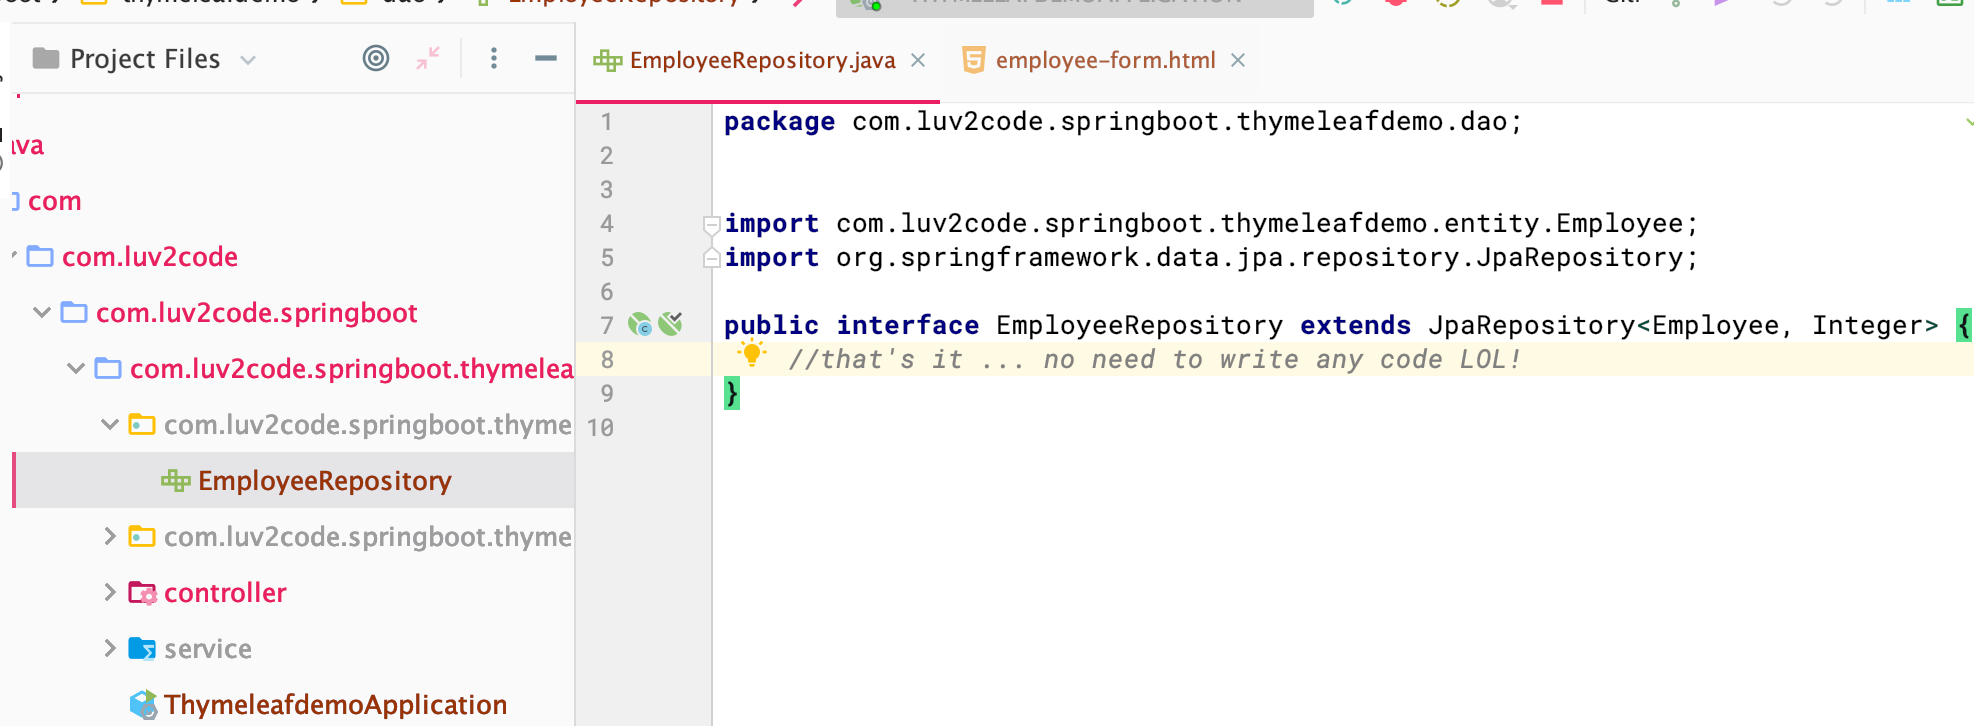 Project Files
ava
com
com.luv2code
com.luv2code.springboot
com.luv2code.springboot.thymelea
com.luv2code.springboot.thyme
EmployeeRepository
com.luv2code.springboot.thyme
controller
service
ThymeleafdemoApplication
EmployeeRepository.java
employee-form.html
1 package com.luv2code.springboot.thymeleafdemo.dao;
2
3
4 import com.luv2code.springboot.thymeleafdemo.entity.Employee;
5 import org.springframework.data.jpa.repository.JpaRepository;
6
7 public interface EmployeeRepository extends JpaRepository<Employee, Integer> {
8 //that's it ... no need to write any code LOL!
9 }
10